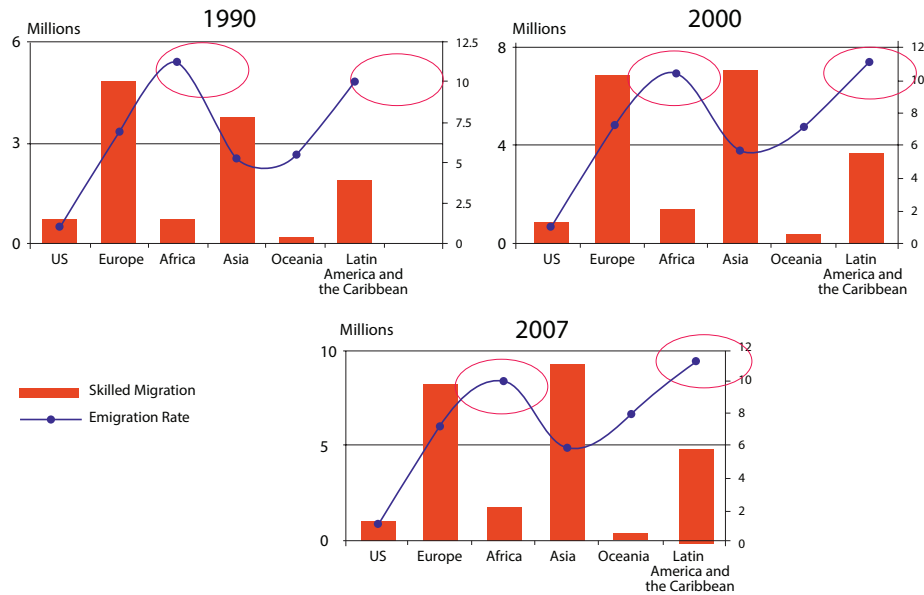 1990
Millions
6
3
0
12.5
10
7.5
5
2.5
0
US Europe Africa Asia Oceania Latin
America and
the Caribbean
2000
Millions
8
4
0
12
10
8
6
4
2
0
US Europe Africa Asia Oceania Latin
America and
the Caribbean
2007
Millions
10
5
0
12
10
8
6
4
2
0
US Europe Africa Asia Oceania Latin
America and
the Caribbean
Skilled Migration
Emigration Rate